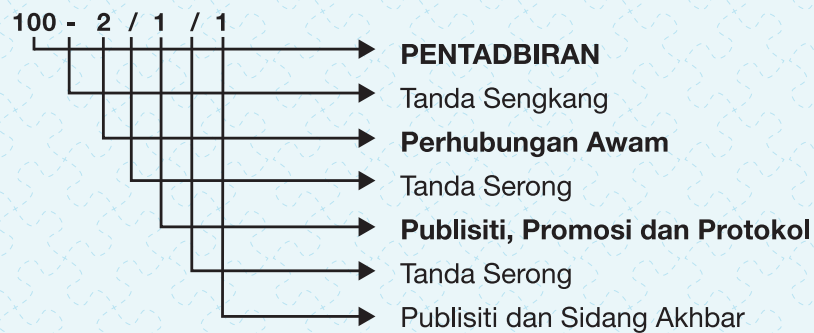 100 - 2 / 1 / 1
PENTADBIRAN
Tanda Sengkang
Perhubungan Awam
Tanda Serong
Publisiti, Promosi dan Protokol
Tanda Serong
Publisiti dan Sidang Akhbar